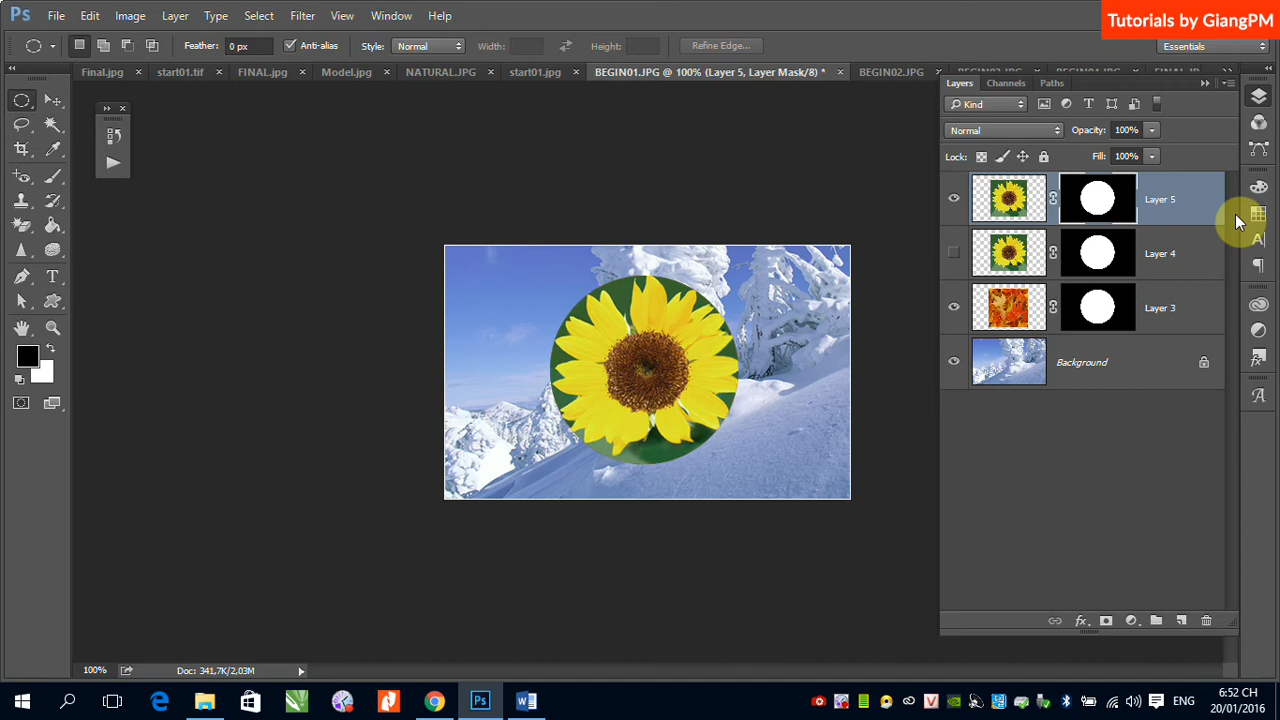 Ps File Edit Image Layer Type Select Filter View Window Help
Tutorials by GiangPM
Feather: 0 px Anti-alias Style: Normal Width: Height: Refine Edge... Essentials
Final.jpg × start01.tif × FINAL.jpg × Model.jpg × NATURAL.JPG × start01.jpg × BEGIN01.JPG @ 100% (Layer 5, Layer Mask/8) * × BEGIN02.JPG
Layers Channels Paths
Kind
Normal Opacity: 100%
Lock: Fill: 100%
Layer 5
Layer 4
Layer 3
Background
100% Doc: 341,7K/2,03M
ENG 6:52 CH
20/01/2016